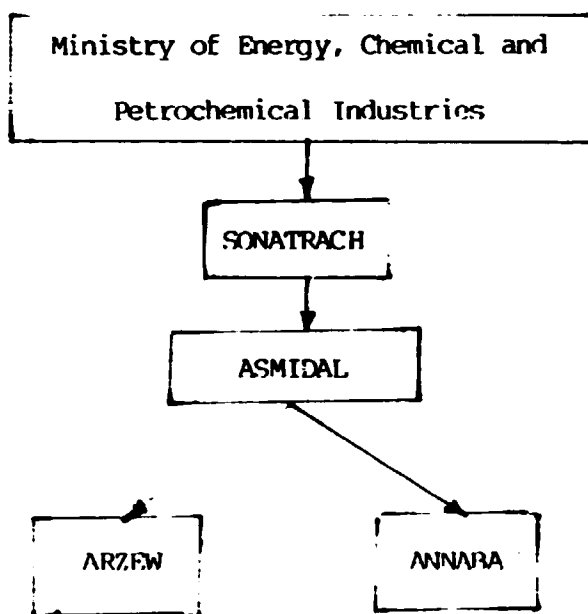 Ministry of Energy, Chemical and
Petrochemical Industries
SONATRACH
ASMIDAL
ARZEW
ANNABA